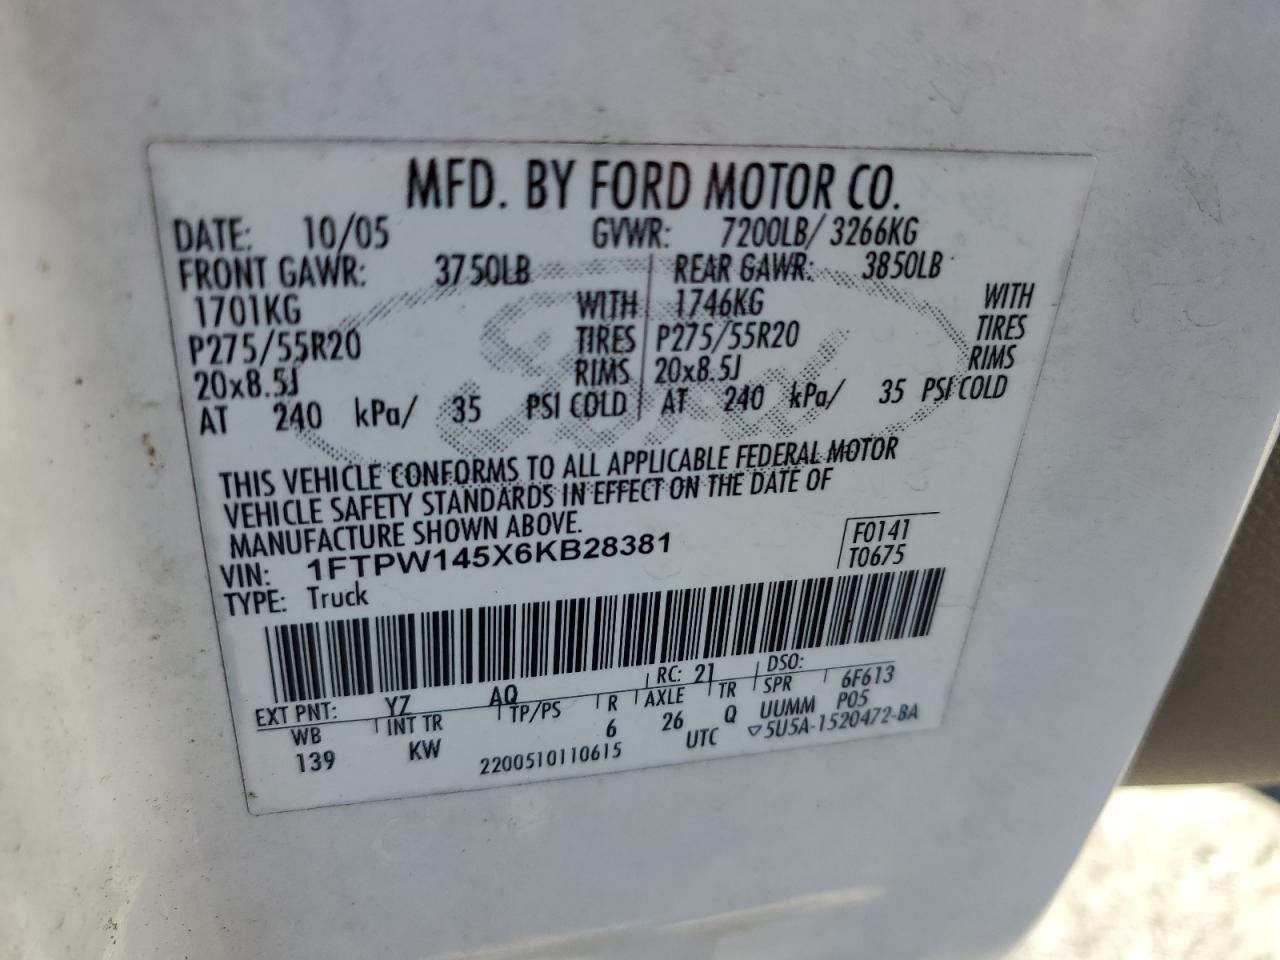 MFD. BY FORD MOTOR CO.
DATE: 10/05 GVWR: 7200LB/ 3266KG
FRONT GAWR: 3750LB REAR GAWR: 3850LB
1701KG WITH 1746KG WITH
P275/55R20 TIRES P275/55R20 TIRES
20x8.5J RIMS 20x8.5J RIMS
AT 240 kPa/ 35 PSI COLD AT 240 kPa/ 35 PSI COLD
Ford
THIS VEHICLE CONFORMS TO ALL APPLICABLE FEDERAL MOTOR
VEHICLE SAFETY STANDARDS IN EFFECT ON THE DATE OF
MANUFACTURE SHOWN ABOVE.
VIN: 1FTPW145X6KB28381 F0141
TYPE: Truck T0675
EXT PNT: YZ AQ RC: 21 DSO:
WB INT TR TP/PS R AXLE TR SPR 6F613
139 KW 6 26 Q UUMM P05
2200510110615 UTC ▽5U5A-1520472-BA